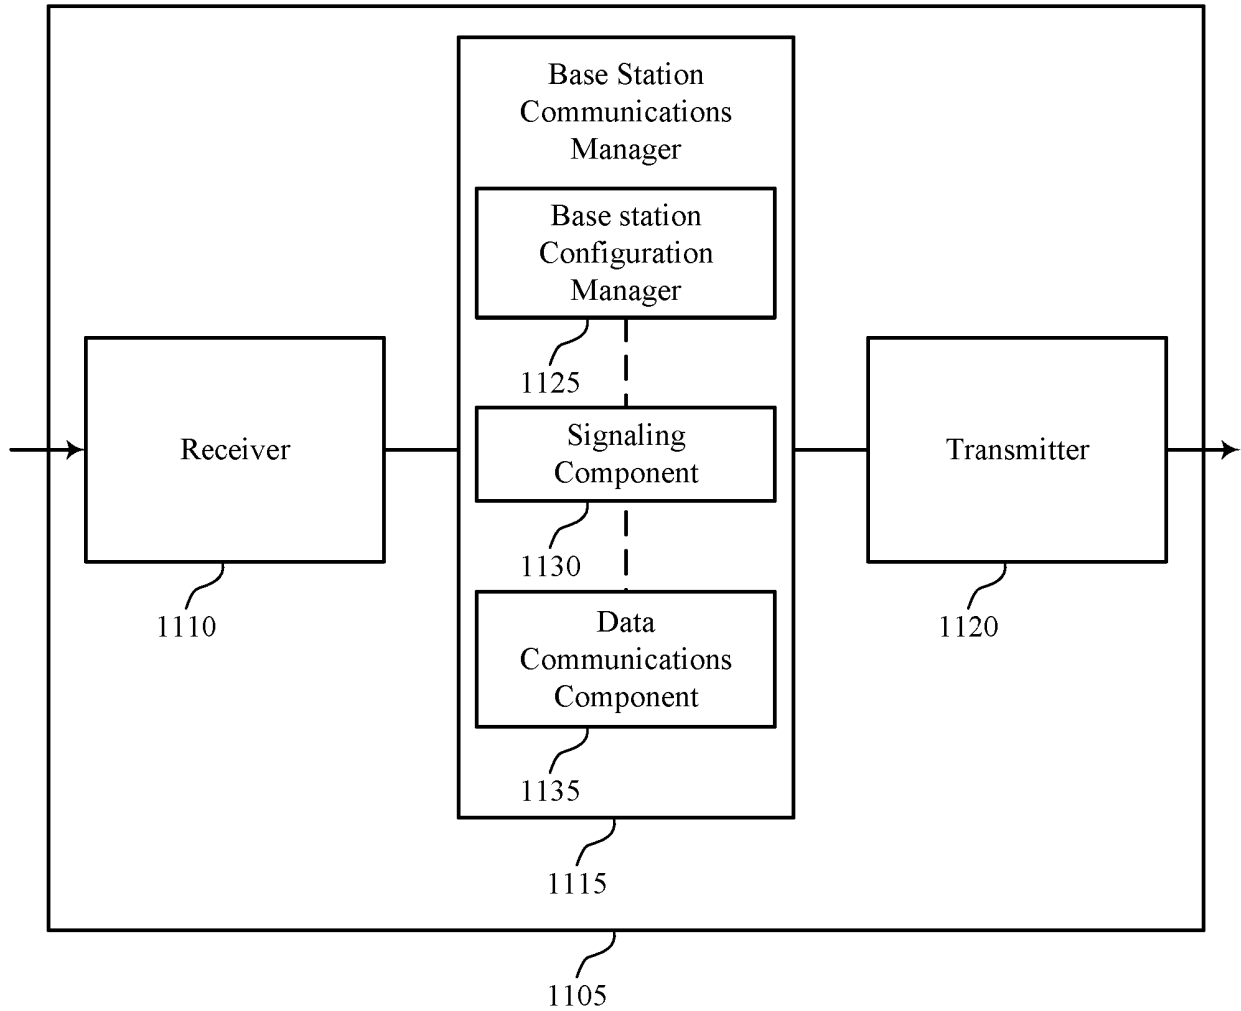 Base Station
Communications
Manager
Base station
Configuration
Manager
1125
Receiver
1110
Signaling
Component
1130
Transmitter
1120
Data
Communications
Component
1135
1115
1105